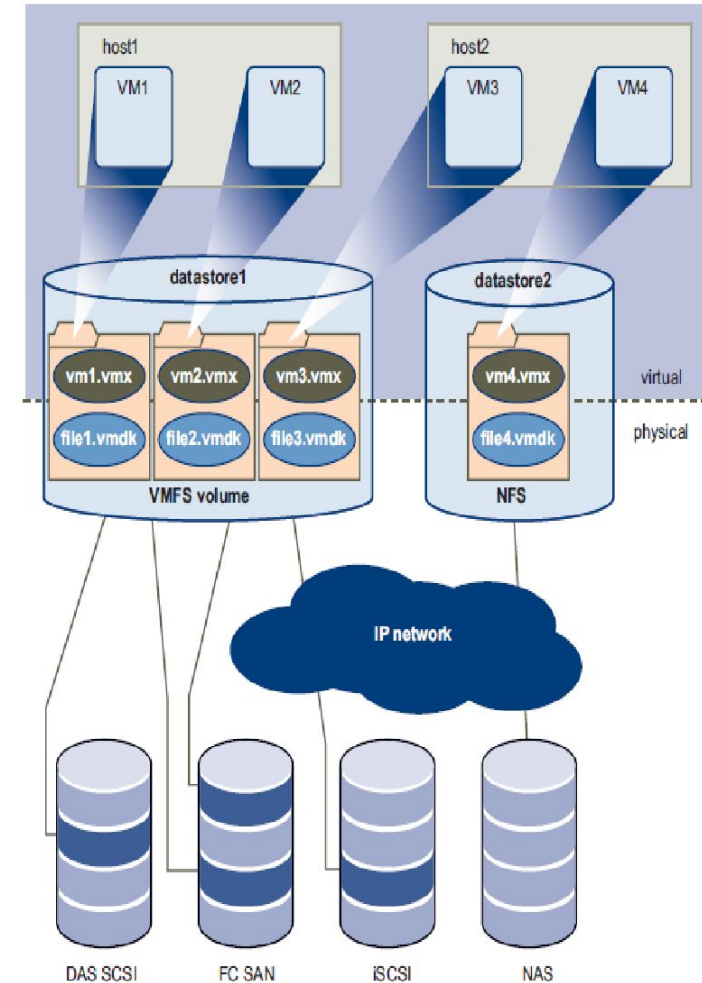 host1
host2
VM1
VM2
VM3
VM4
datastore1
datastore2
vm1.vmx
vm2.vmx
vm3.vmx
vm4.vmx
virtual
physical
file1.vmdk
file2.vmdk
file3.vmdk
file4.vmdk
VMFS volume
NFS
IP network
DAS SCSI
FC SAN
iSCSI
NAS